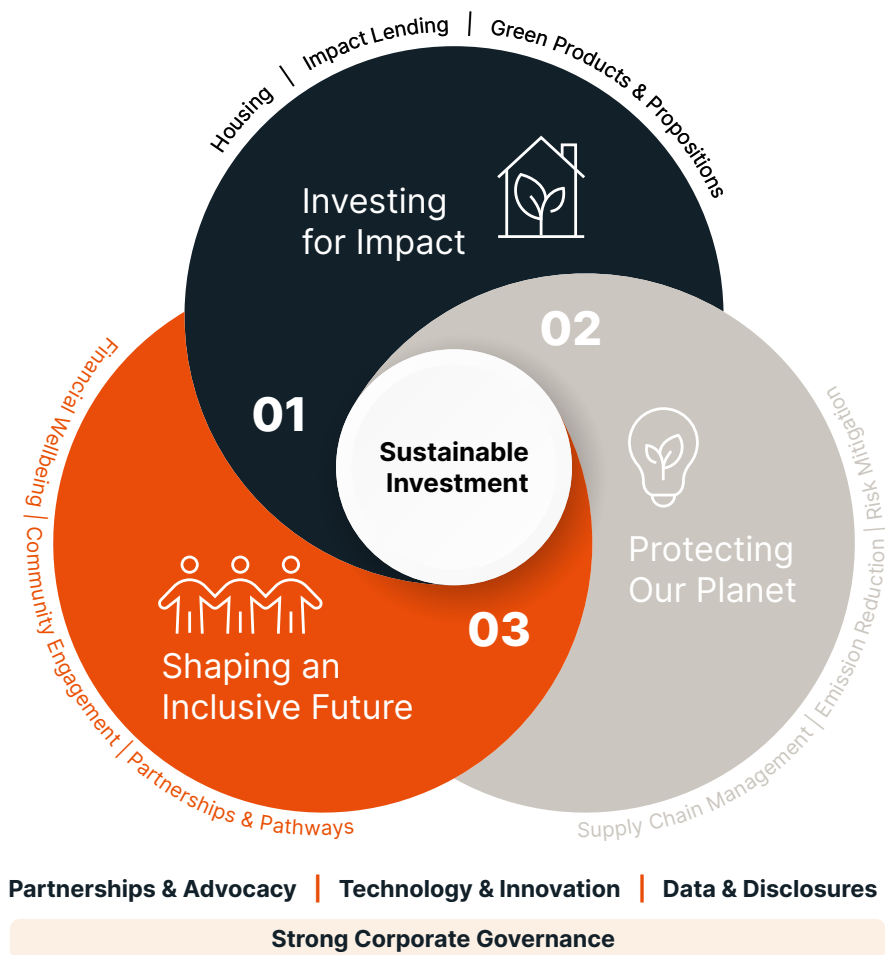 Housing | Impact Lending | Green Products & Propositions
Investing
for Impact
01
02
Sustainable
Investment
Protecting
Our Planet
Risk Mitigation
Supply Chain Management | Emission Reduction |
03
Shaping an
Inclusive Future
Financial Wellbeing | Community Engagement | Partnerships & Pathways
Partnerships & Advocacy | Technology & Innovation | Data & Disclosures
Strong Corporate Governance